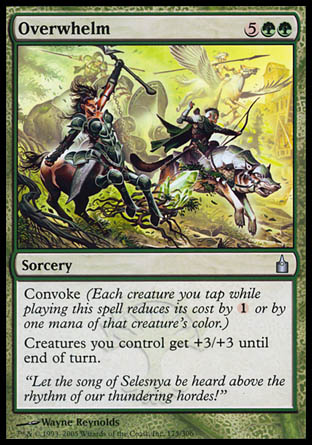 Overwhelm 5
Sorcery
Convoke (Each creature you tap while
playing this spell reduces its cost by 1 or by
one mana of that creature's color.)
Creatures you control get +3/+3 until
end of turn.
"Let the song of Selesnya be heard above the
rhythm of our thundering hordes!"
Wayne Reynolds
™ & © 1993–2005 Wizards of the Coast, Inc. 175/306